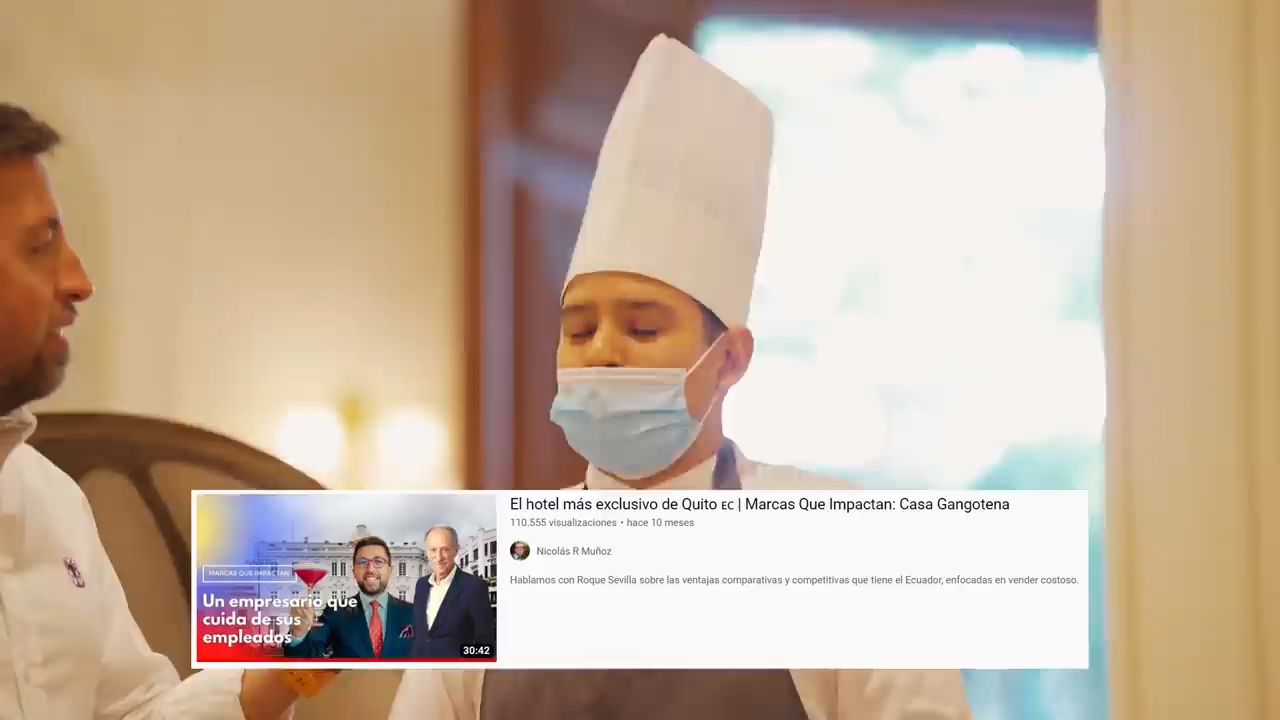 El hotel más exclusivo de Quito EC | Marcas Que Impactan: Casa Gangotena
110.555 visualizaciones • hace 10 meses
Nicolás R Muñoz
Hablamos con Roque Sevilla sobre las ventajas comparativas y competitivas que tiene el Ecuador, enfocadas en vender costoso.
MARCAS QUE IMPACTAN
Un empresario que
cuida de sus
empleados
30:42